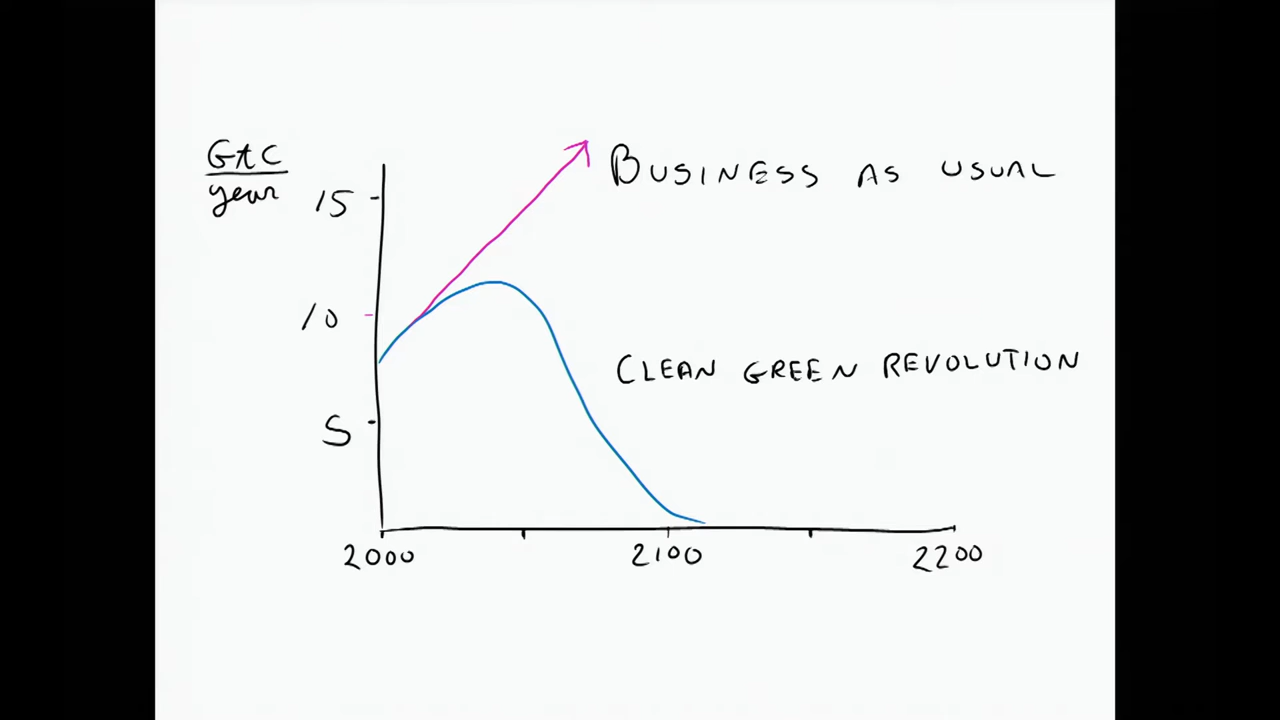 GtC
year
15
BUSINESS AS USUAL
10
CLEAN GREEN REVOLUTION
5
2000
2100
2200